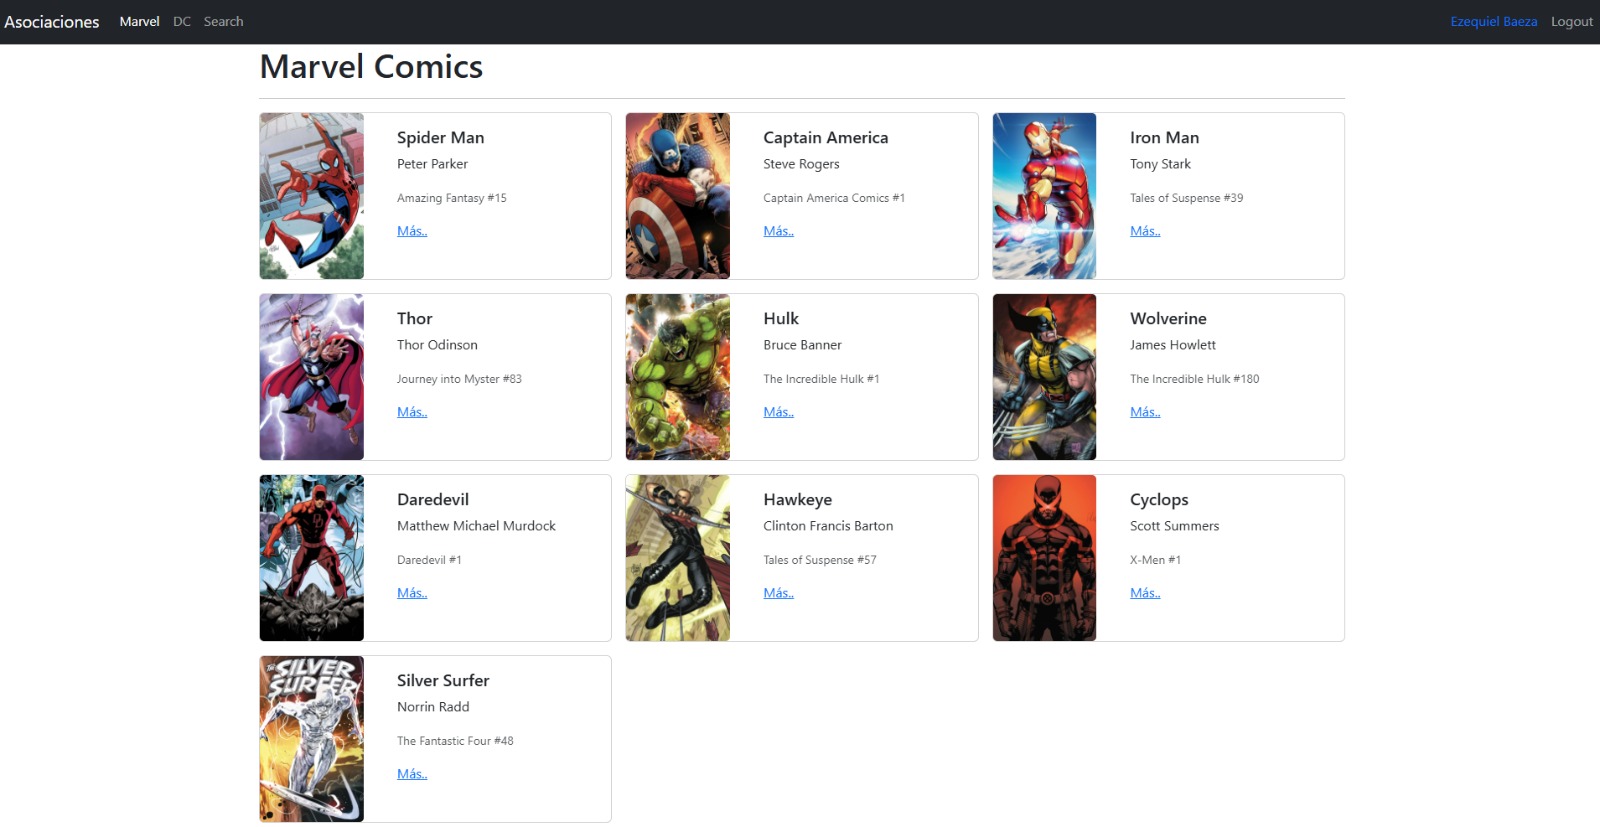 Asociaciones Marvel DC Search Ezequiel Baeza Logout
Marvel Comics
Spider Man
Peter Parker
Amazing Fantasy #15
Más..
Captain America
Steve Rogers
Captain America Comics #1
Más..
Iron Man
Tony Stark
Tales of Suspense #39
Más..
Thor
Thor Odinson
Journey into Myster #83
Más..
Hulk
Bruce Banner
The Incredible Hulk #1
Más..
Wolverine
James Howlett
The Incredible Hulk #180
Más..
Daredevil
Matthew Michael Murdock
Daredevil #1
Más..
Hawkeye
Clinton Francis Barton
Tales of Suspense #57
Más..
Cyclops
Scott Summers
X-Men #1
Más..
THE SILVER
SURFER
Silver Surfer
Norrin Radd
The Fantastic Four #48
Más..